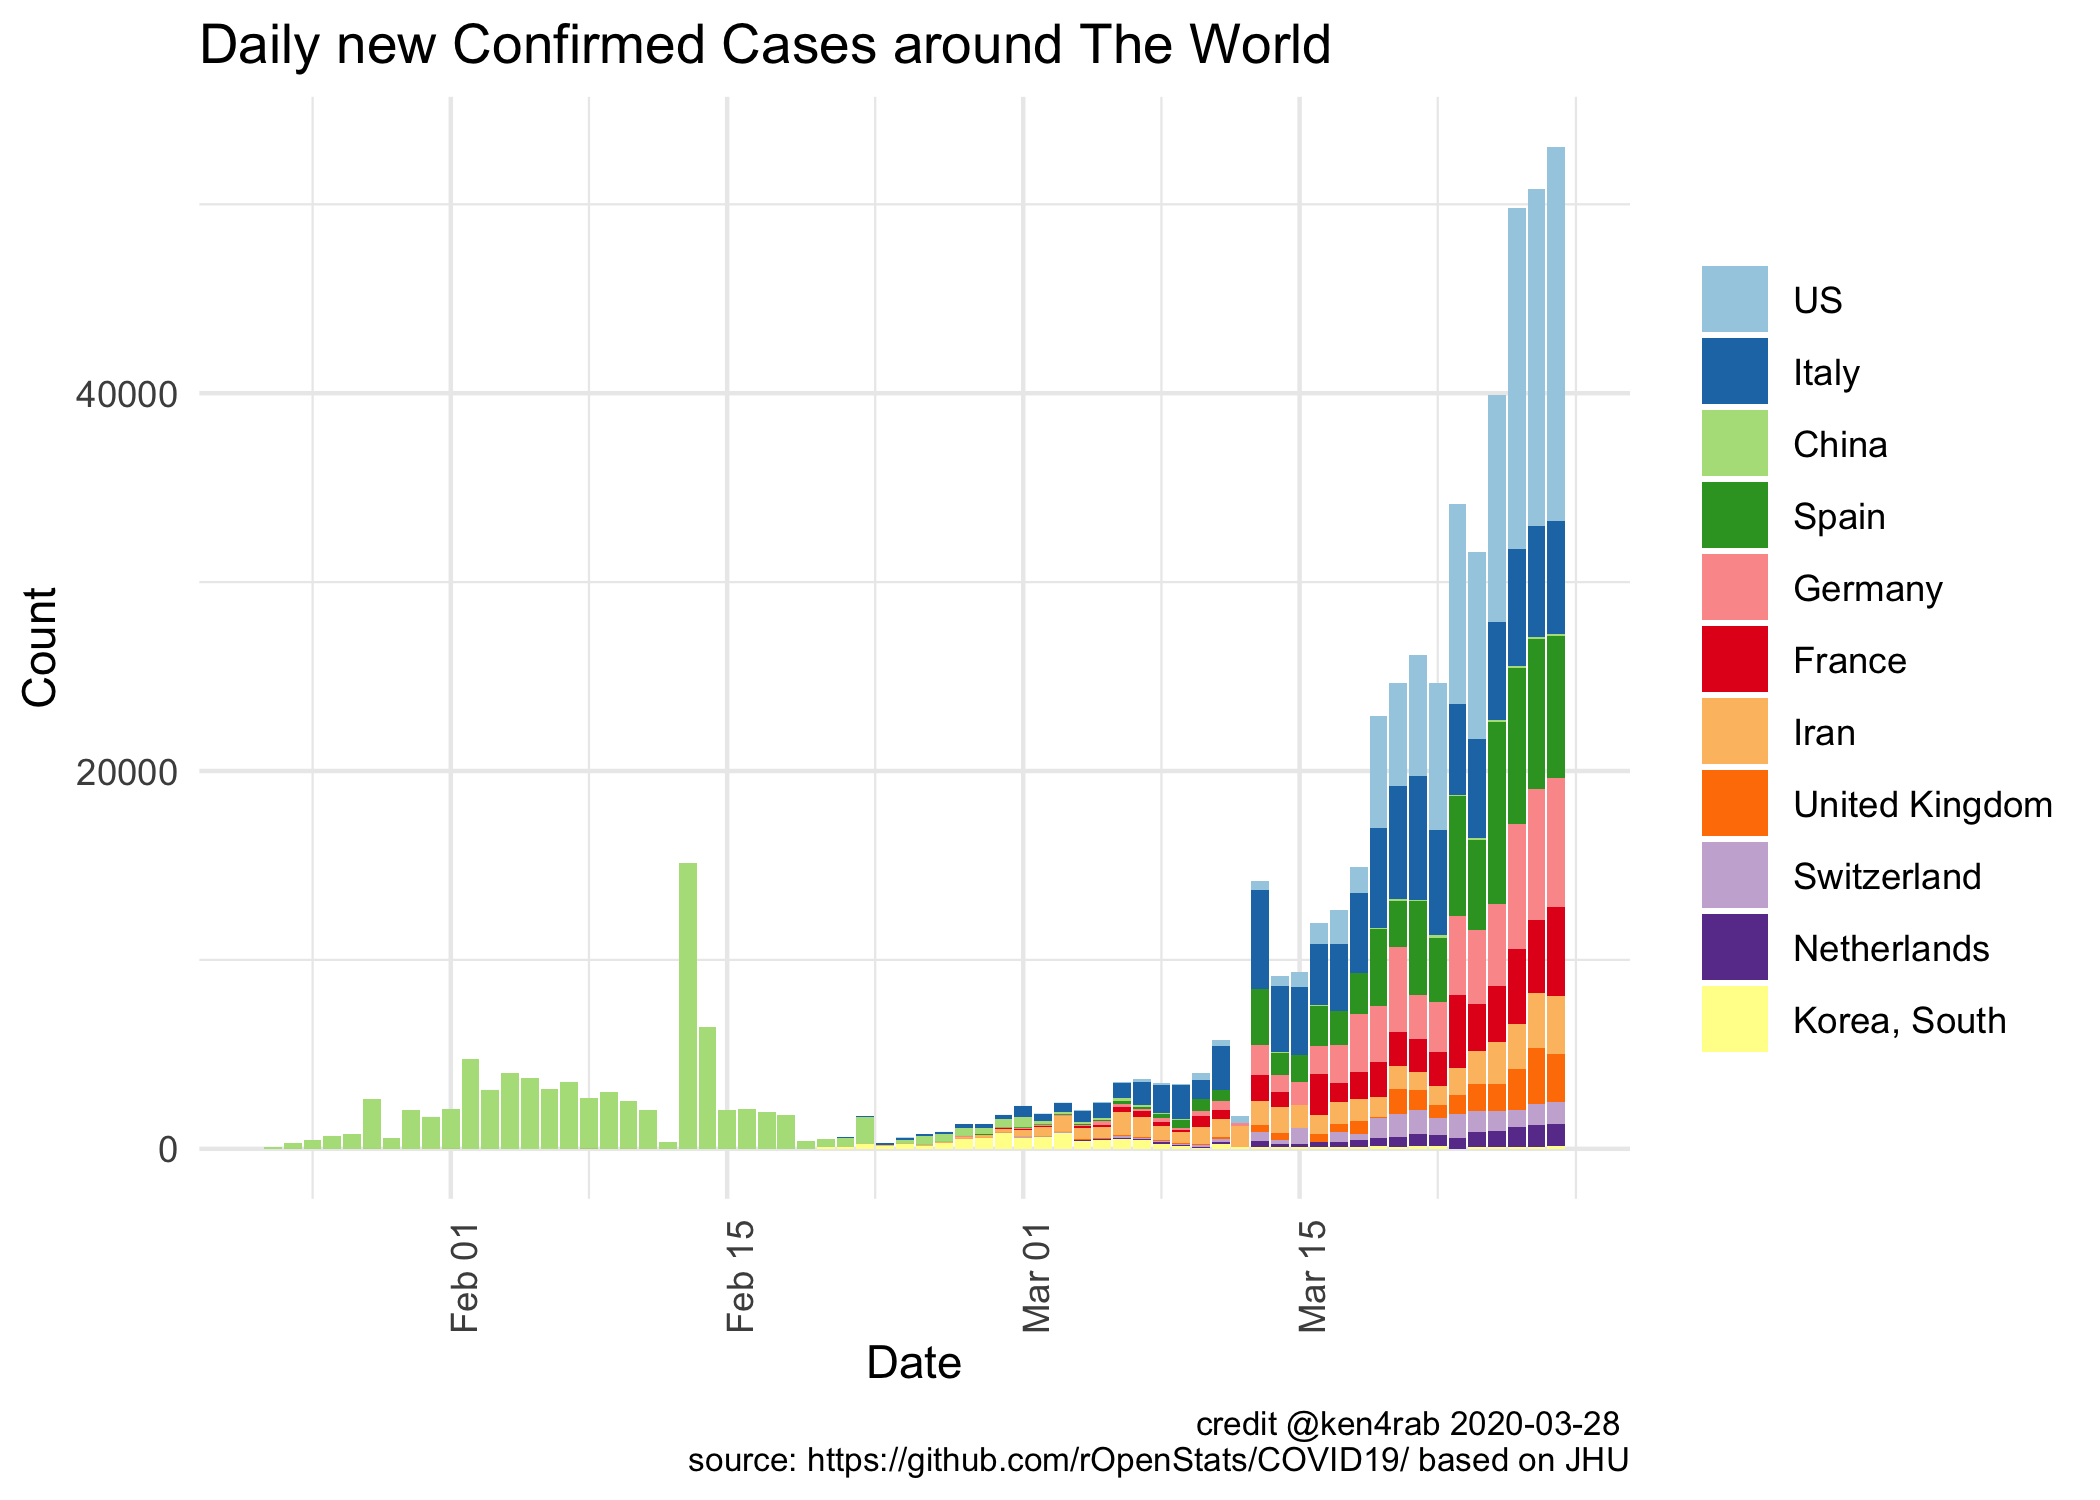 Daily new Confirmed Cases around The World
Count
40000
20000
0
Feb 01
Feb 15
Mar 01
Mar 15
Date
US
Italy
China
Spain
Germany
France
Iran
United Kingdom
Switzerland
Netherlands
Korea, South
credit @ken4rab 2020-03-28
source: https://github.com/rOpenStats/COVID19/ based on JHU